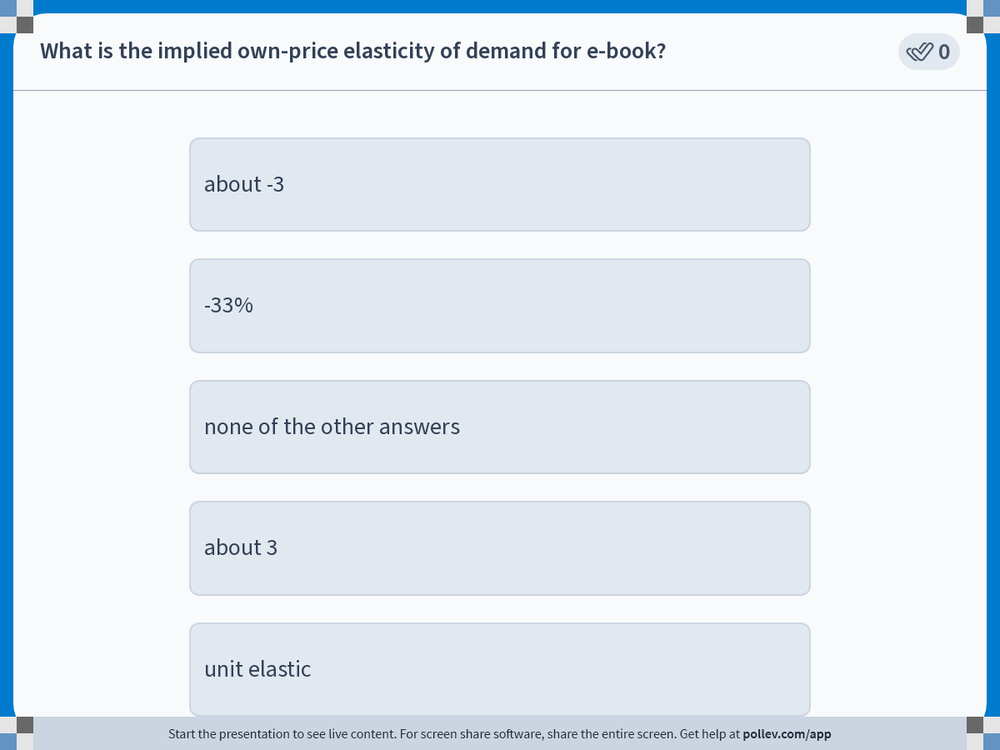 What is the implied own-price elasticity of demand for e-book?
0
about -3
-33%
none of the other answers
about 3
unit elastic
Start the presentation to see live content. For screen share software, share the entire screen. Get help at pollev.com/app